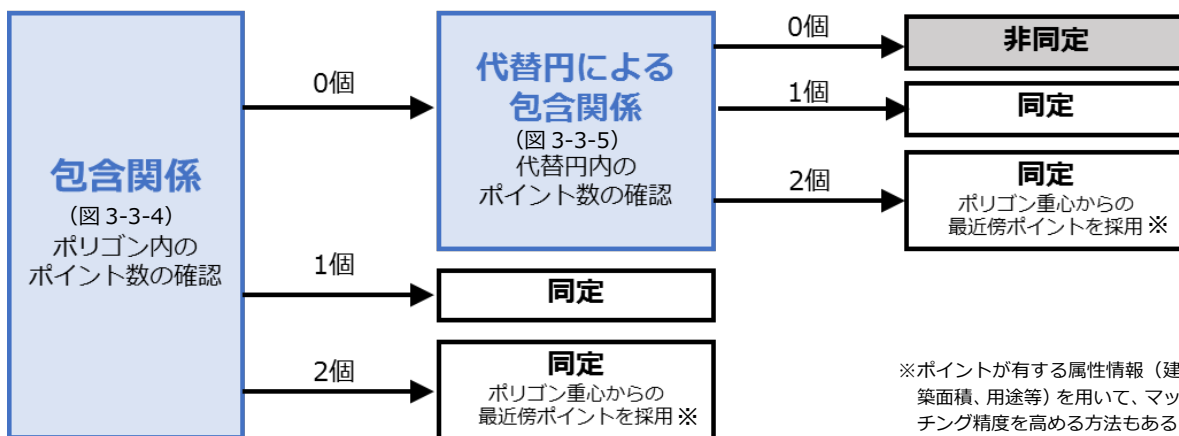 包含関係
（図 3-3-4）
ポリゴン内の
ポイント数の確認
0個
1個
2個
代替円による
包含関係
（図 3-3-5）
代替円内の
ポイント数の確認
0個
1個
2個
非同定
同定
同定
ポリゴン重心からの
最近傍ポイントを採用※
同定
同定
ポリゴン重心からの
最近傍ポイントを採用※
※ポイントが有する属性情報（建
築面積、用途等）を用いて、マッ
チング精度を高める方法もある